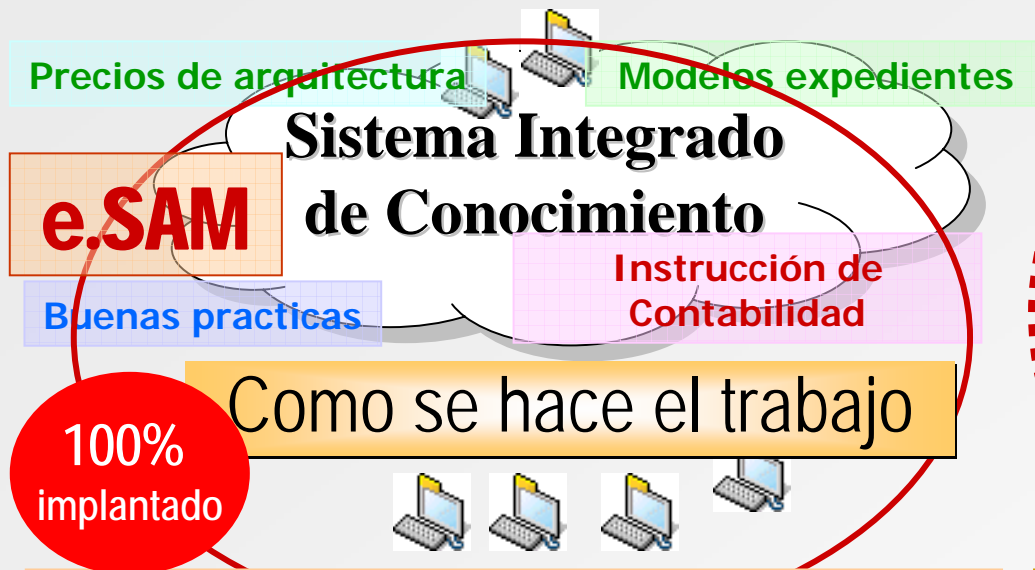 Precios de arquitectura
Modelos expedientes
Sistema Integrado
de Conocimiento
e.SAM
Instrucción de
Contabilidad
Buenas practicas
Como se hace el trabajo
100%
implantado